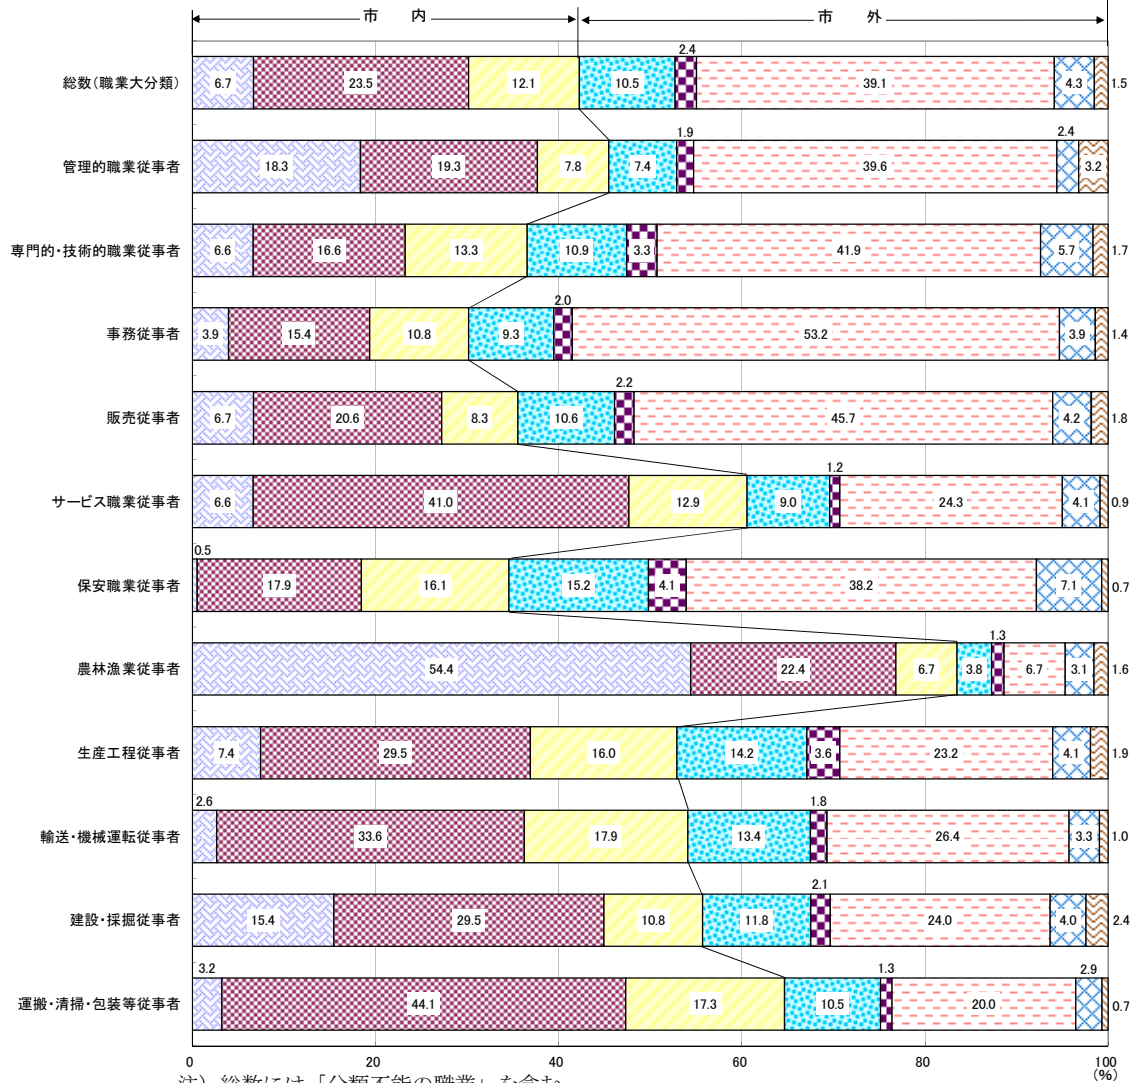 市 内 市 外
2.4
総数(職業大分類) 6.7 23.5 12.1 10.5 39.1 4.3 1.5
1.9 2.4
管理的職業従事者 18.3 19.3 7.8 7.4 39.6 3.2
専門的・技術的職業従事者 6.6 16.6 13.3 10.9 3.3 41.9 5.7 1.7
2.0
事務従事者 3.9 15.4 10.8 9.3 53.2 3.9 1.4
2.2
販売従事者 6.7 20.6 8.3 10.6 45.7 4.2 1.8
1.2
サービス職業従事者 6.6 41.0 12.9 9.0 24.3 4.1 0.9
0.5
保安職業従事者 17.9 16.1 15.2 4.1 38.2 7.1 0.7
1.3
農林漁業従事者 54.4 22.4 6.7 3.8 6.7 3.1 1.6
生産工程従事者 7.4 29.5 16.0 14.2 3.6 23.2 4.1 1.9
2.6 1.8
輸送・機械運転従事者 33.6 17.9 13.4 26.4 3.3 1.0
2.1
建設・採掘従事者 15.4 29.5 10.8 11.8 24.0 4.0 2.4
3.2 1.3 2.9
運搬・清掃・包装等従事者 44.1 17.3 10.5 20.0 0.7
0 20 40 60 80 100
(%)
注) 総数には「分類不能の職業」を含む